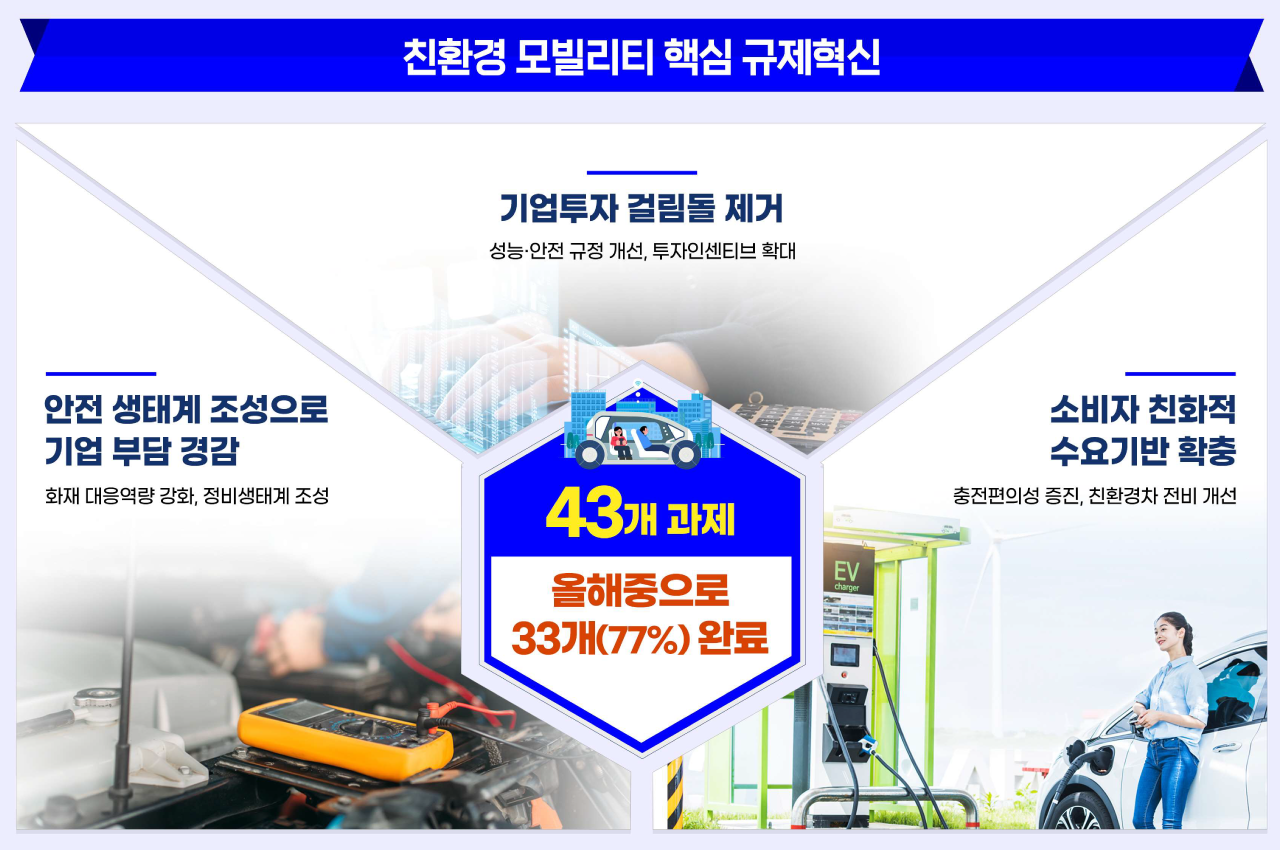 친환경 모빌리티 핵심 규제혁신
기업투자 걸림돌 제거
성능·안전 규정 개선, 투자인센티브 확대
안전 생태계 조성으로
기업 부담 경감
화재 대응역량 강화, 정비생태계 조성
소비자 친화적
수요기반 확충
충전편의성 증진, 친환경차 전비 개선
43개 과제
올해중으로
33개(77%) 완료
EV
charger